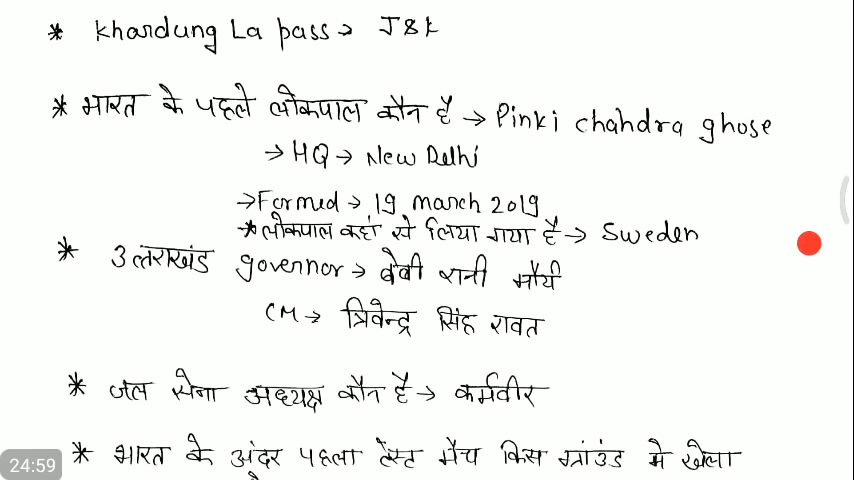 * Khardung La pass → J&K
* भारत के पहले लोकपाल कौन है → Pinki chandra ghose
→ HQ → New Delhi
→ Formed → 19 march 2019
* लोकपाल कहां से लिया गया है → Sweden
* उत्तराखंड governor → बेबी रानी मौर्य
CM → त्रिवेन्द्र सिंह रावत
* जल सेना अध्यक्ष कौन है → कर्मवीर
* भारत के अंदर पहला टेस्ट मैच किस ग्रांउंड मे खेला
24:59